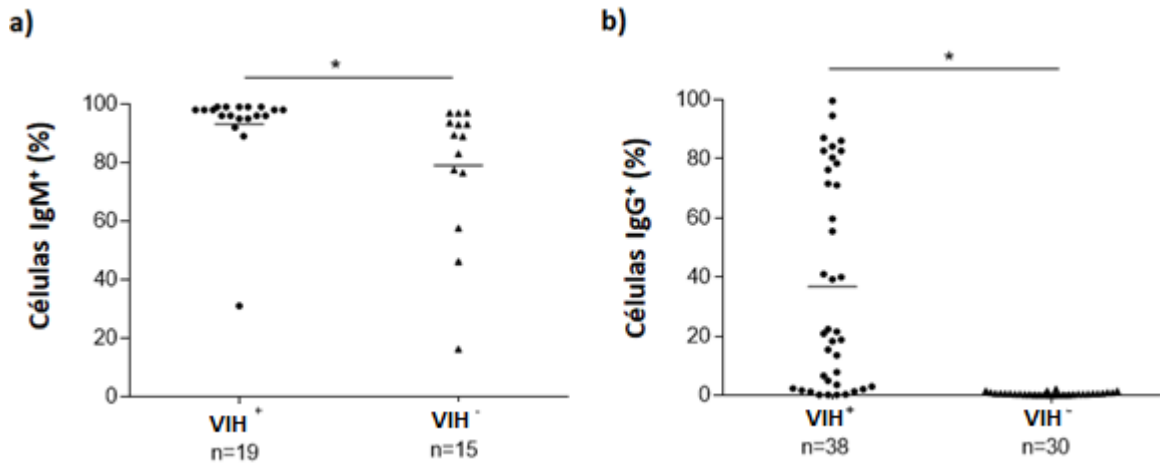 a)
*
Células IgM⁺ (%)
100
80
60
40
20
0
VIH⁺
VIH⁻
n=19
n=15
b)
*
Células IgG⁺ (%)
100
80
60
40
20
0
VIH⁺
VIH⁻
n=38
n=30